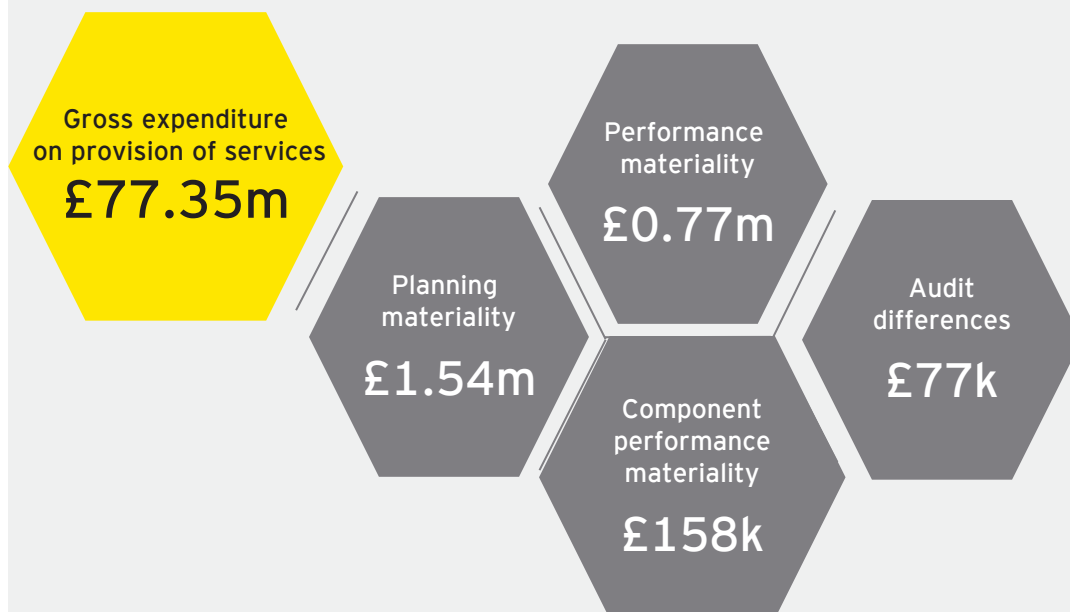 Gross expenditure
on provision of services
£77.35m
Planning
materiality
£1.54m
Performance
materiality
£0.77m
Component
performance
materiality
£158k
Audit
differences
£77k